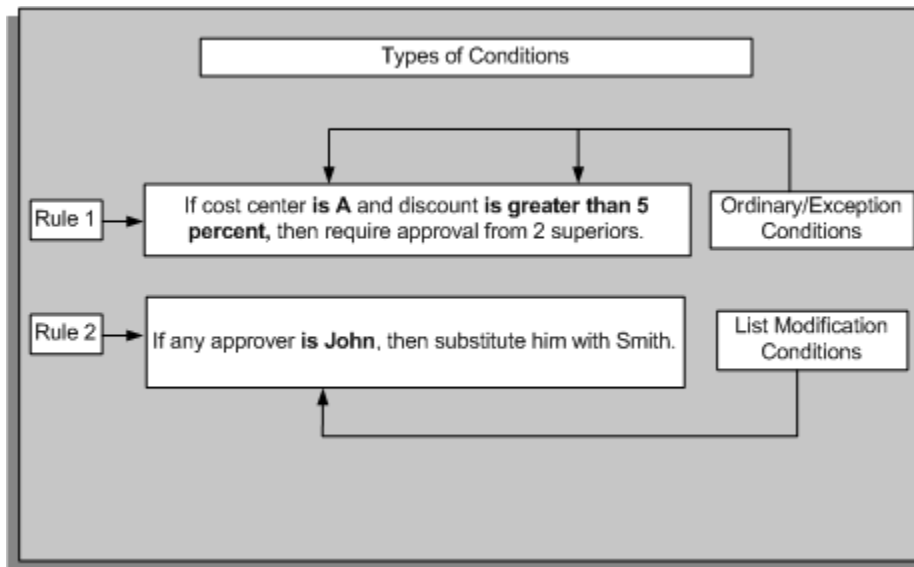 Types of Conditions
Rule 1
If cost center is A and discount is greater than 5
percent, then require approval from 2 superiors.
Ordinary/Exception
Conditions
Rule 2
If any approver is John, then substitute him with Smith.
List Modification
Conditions